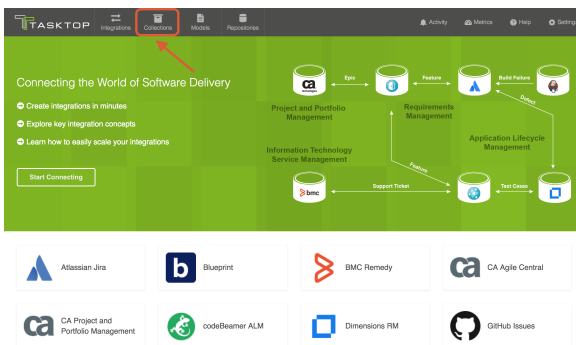 TASKTOP
Integrations
Collections
Models
Repositories
Activity
Metrics
Help
Settings
Connecting the World of Software Delivery
Create integrations in minutes
Explore key integration concepts
Learn how to easily scale your integrations
Start Connecting
ca
technologies
Epic
Feature
Build Failure
Defect
Project and Portfolio
Management
Requirements
Management
Application Lifecycle
Management
Information Technology
Service Management
Feature
bmc
Support Ticket
Test Cases
Atlassian Jira
b
Blueprint
BMC Remedy
ca
CA Agile Central
ca
CA Project and
Portfolio Management
codeBeamer ALM
Dimensions RM
GitHub Issues